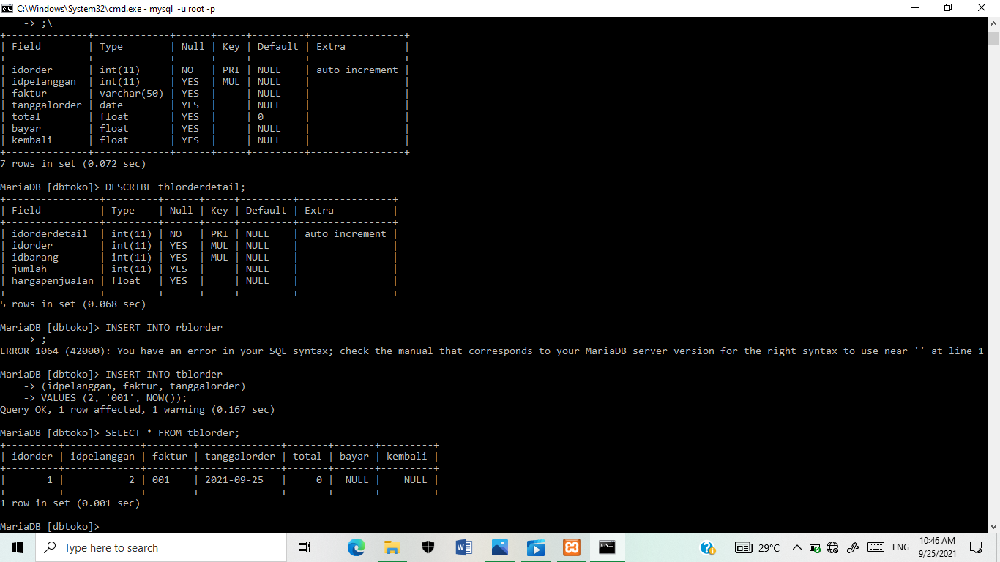 C:\Windows\System32\cmd.exe - mysql  -u root -p
    -> ;\
+--------------+-------------+------+-----+---------+----------------+
| Field        | Type        | Null | Key | Default | Extra          |
+--------------+-------------+------+-----+---------+----------------+
| idorder      | int(11)     | NO   | PRI | NULL    | auto_increment |
| idpelanggan  | int(11)     | YES  | MUL | NULL    |                |
| faktur       | varchar(50) | YES  |     | NULL    |                |
| tanggalorder | date        | YES  |     | NULL    |                |
| total        | float       | YES  |     | 0       |                |
| bayar        | float       | YES  |     | NULL    |                |
| kembali      | float       | YES  |     | NULL    |                |
+--------------+-------------+------+-----+---------+----------------+
7 rows in set (0.072 sec)
MariaDB [dbtoko]> DESCRIBE tblorderdetail;
+----------------+---------+------+-----+---------+----------------+
| Field          | Type    | Null | Key | Default | Extra          |
+----------------+---------+------+-----+---------+----------------+
| idorderdetail  | int(11) | NO   | PRI | NULL    | auto_increment |
| idorder        | int(11) | YES  | MUL | NULL    |                |
| idbarang       | int(11) | YES  | MUL | NULL    |                |
| jumlah         | int(11) | YES  |     | NULL    |                |
| hargapenjualan | float   | YES  |     | NULL    |                |
+----------------+---------+------+-----+---------+----------------+
5 rows in set (0.068 sec)
MariaDB [dbtoko]> INSERT INTO rblorder
    -> ;
ERROR 1064 (42000): You have an error in your SQL syntax; check the manual that corresponds to your MariaDB server version for the right syntax to use near '' at line 1
MariaDB [dbtoko]> INSERT INTO tblorder
    -> (idpelanggan, faktur, tanggalorder)
    -> VALUES (2, '001', NOW());
Query OK, 1 row affected, 1 warning (0.167 sec)
MariaDB [dbtoko]> SELECT * FROM tblorder;
+---------+-------------+--------+--------------+-------+-------+---------+
| idorder | idpelanggan | faktur | tanggalorder | total | bayar | kembali |
+---------+-------------+--------+--------------+-------+-------+---------+
|       1 |           2 | 001    | 2021-09-25   |     0 |  NULL |    NULL |
+---------+-------------+--------+--------------+-------+-------+---------+
1 row in set (0.001 sec)
MariaDB [dbtoko]>
Type here to search
29°C
ENG
10:46 AM
9/25/2021